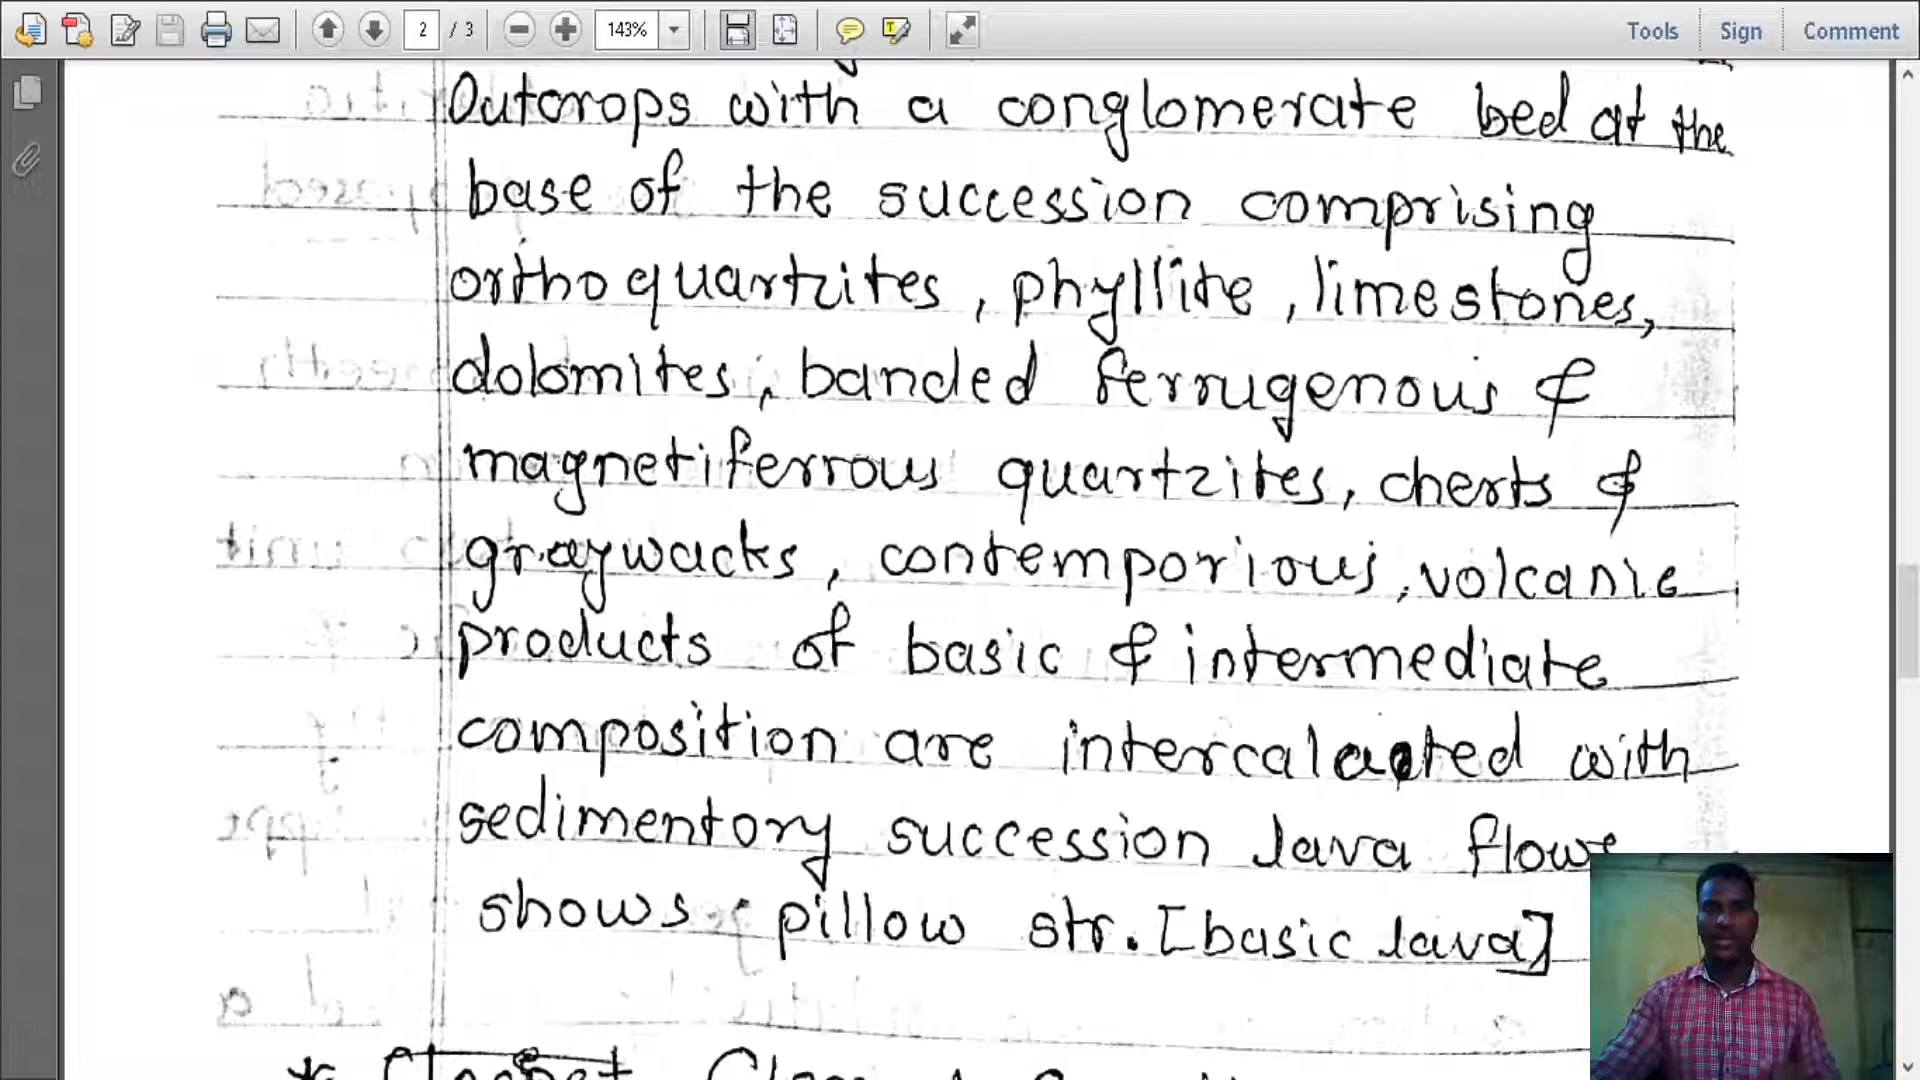 2 / 3
143%
Tools
Sign
Comment
Outcrops with a conglomerate bed at the
base of the succession comprising
orthoquartzites, phyllite, limestones,
dolomites, banded ferrugenous &
magnetiferrous quartzites, cherts &
graywacks, contemporious, volcanic
products of basic & intermediate
composition are intercalacted with
sedimentory succession lava flows
shows pillow str. [basic lava]